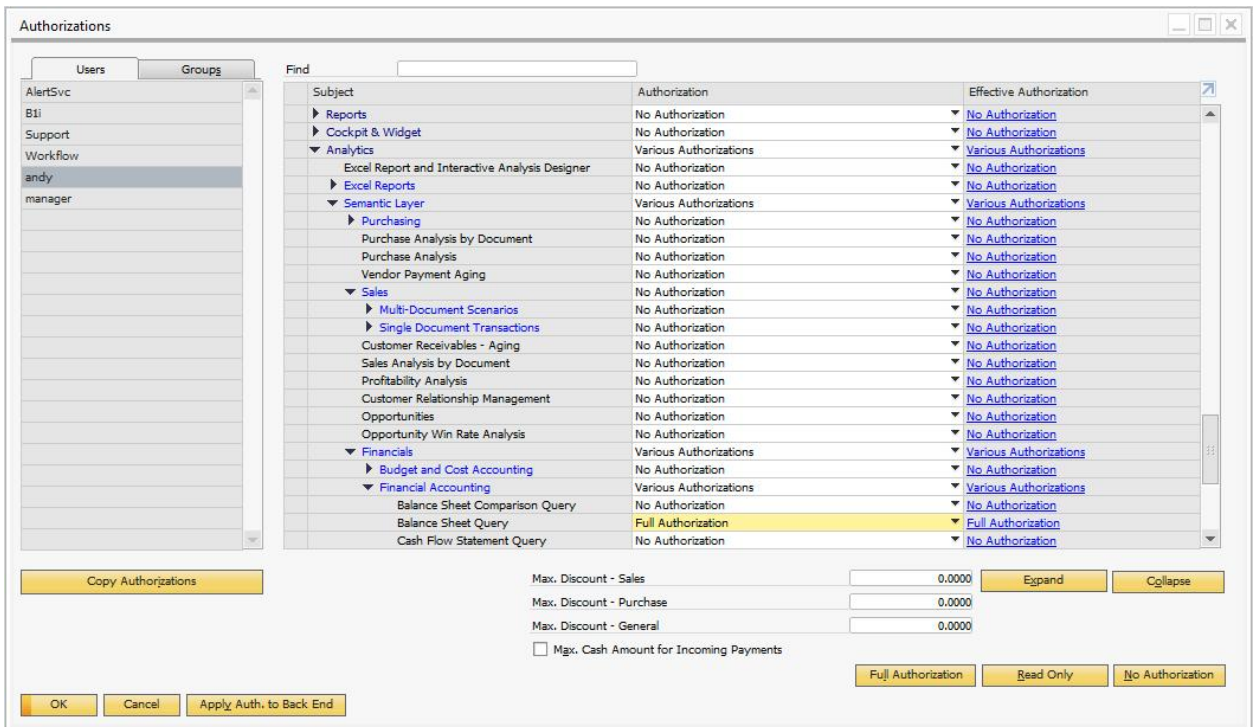 Authorizations
Users Groups Find
AlertSvc
B1i
Support
Workflow
andy
manager
Subject Authorization Effective Authorization
Reports No Authorization No Authorization
Cockpit & Widget No Authorization No Authorization
Analytics Various Authorizations Various Authorizations
Excel Report and Interactive Analysis Designer No Authorization No Authorization
Excel Reports No Authorization No Authorization
Semantic Layer Various Authorizations Various Authorizations
Purchasing No Authorization No Authorization
Purchase Analysis by Document No Authorization No Authorization
Purchase Analysis No Authorization No Authorization
Vendor Payment Aging No Authorization No Authorization
Sales No Authorization No Authorization
Multi-Document Scenarios No Authorization No Authorization
Single Document Transactions No Authorization No Authorization
Customer Receivables - Aging No Authorization No Authorization
Sales Analysis by Document No Authorization No Authorization
Profitability Analysis No Authorization No Authorization
Customer Relationship Management No Authorization No Authorization
Opportunities No Authorization No Authorization
Opportunity Win Rate Analysis No Authorization No Authorization
Financials Various Authorizations Various Authorizations
Budget and Cost Accounting No Authorization No Authorization
Financial Accounting Various Authorizations Various Authorizations
Balance Sheet Comparison Query No Authorization No Authorization
Balance Sheet Query Full Authorization Full Authorization
Cash Flow Statement Query No Authorization No Authorization
Copy Authorizations
Max. Discount - Sales 0.0000 Expand Collapse
Max. Discount - Purchase 0.0000
Max. Discount - General 0.0000
Max. Cash Amount for Incoming Payments
Full Authorization Read Only No Authorization
OK Cancel Apply Auth. to Back End